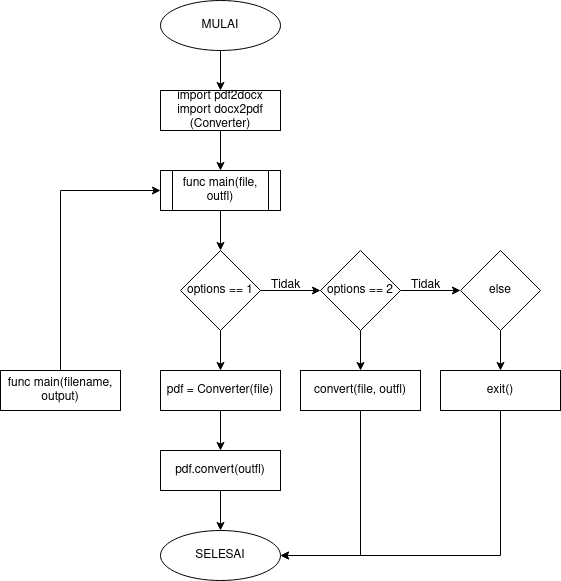 MULAI
import pdf2docx
import docx2pdf
(Converter)
func main(file,
outfl)
options == 1
Tidak
options == 2
Tidak
else
func main(filename,
output)
pdf = Converter(file)
convert(file, outfl)
exit()
pdf.convert(outfl)
SELESAI